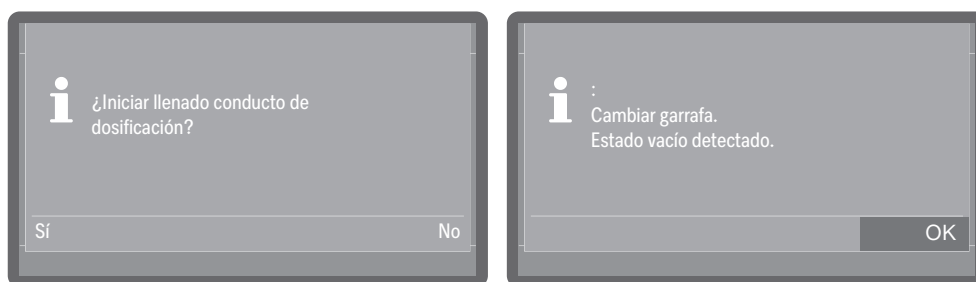 ¿Iniciar llenado conducto de
dosificación?
Sí
No
:
Cambiar garrafa.
Estado vacío detectado.
OK